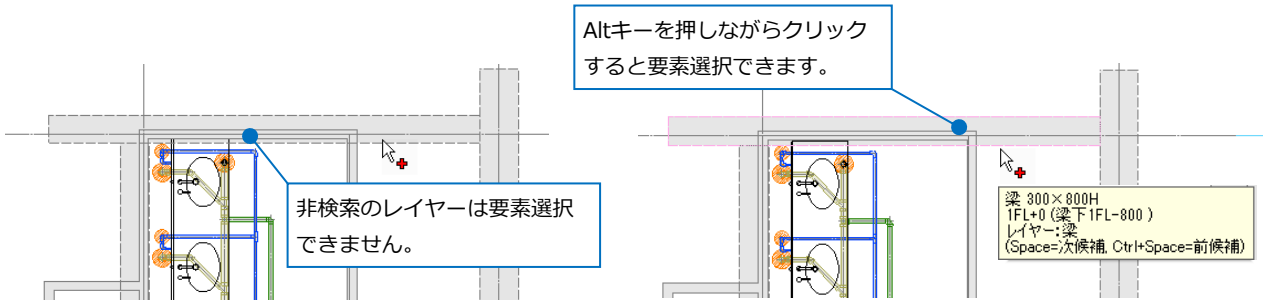 Altキーを押しながらクリック
すると要素選択できます。
非検索のレイヤーは要素選択
できません。
梁 300×800H
1FL+0 (梁下1FL-800 )
レイヤー:梁
(Space=次候補, Ctrl+Space=前候補)